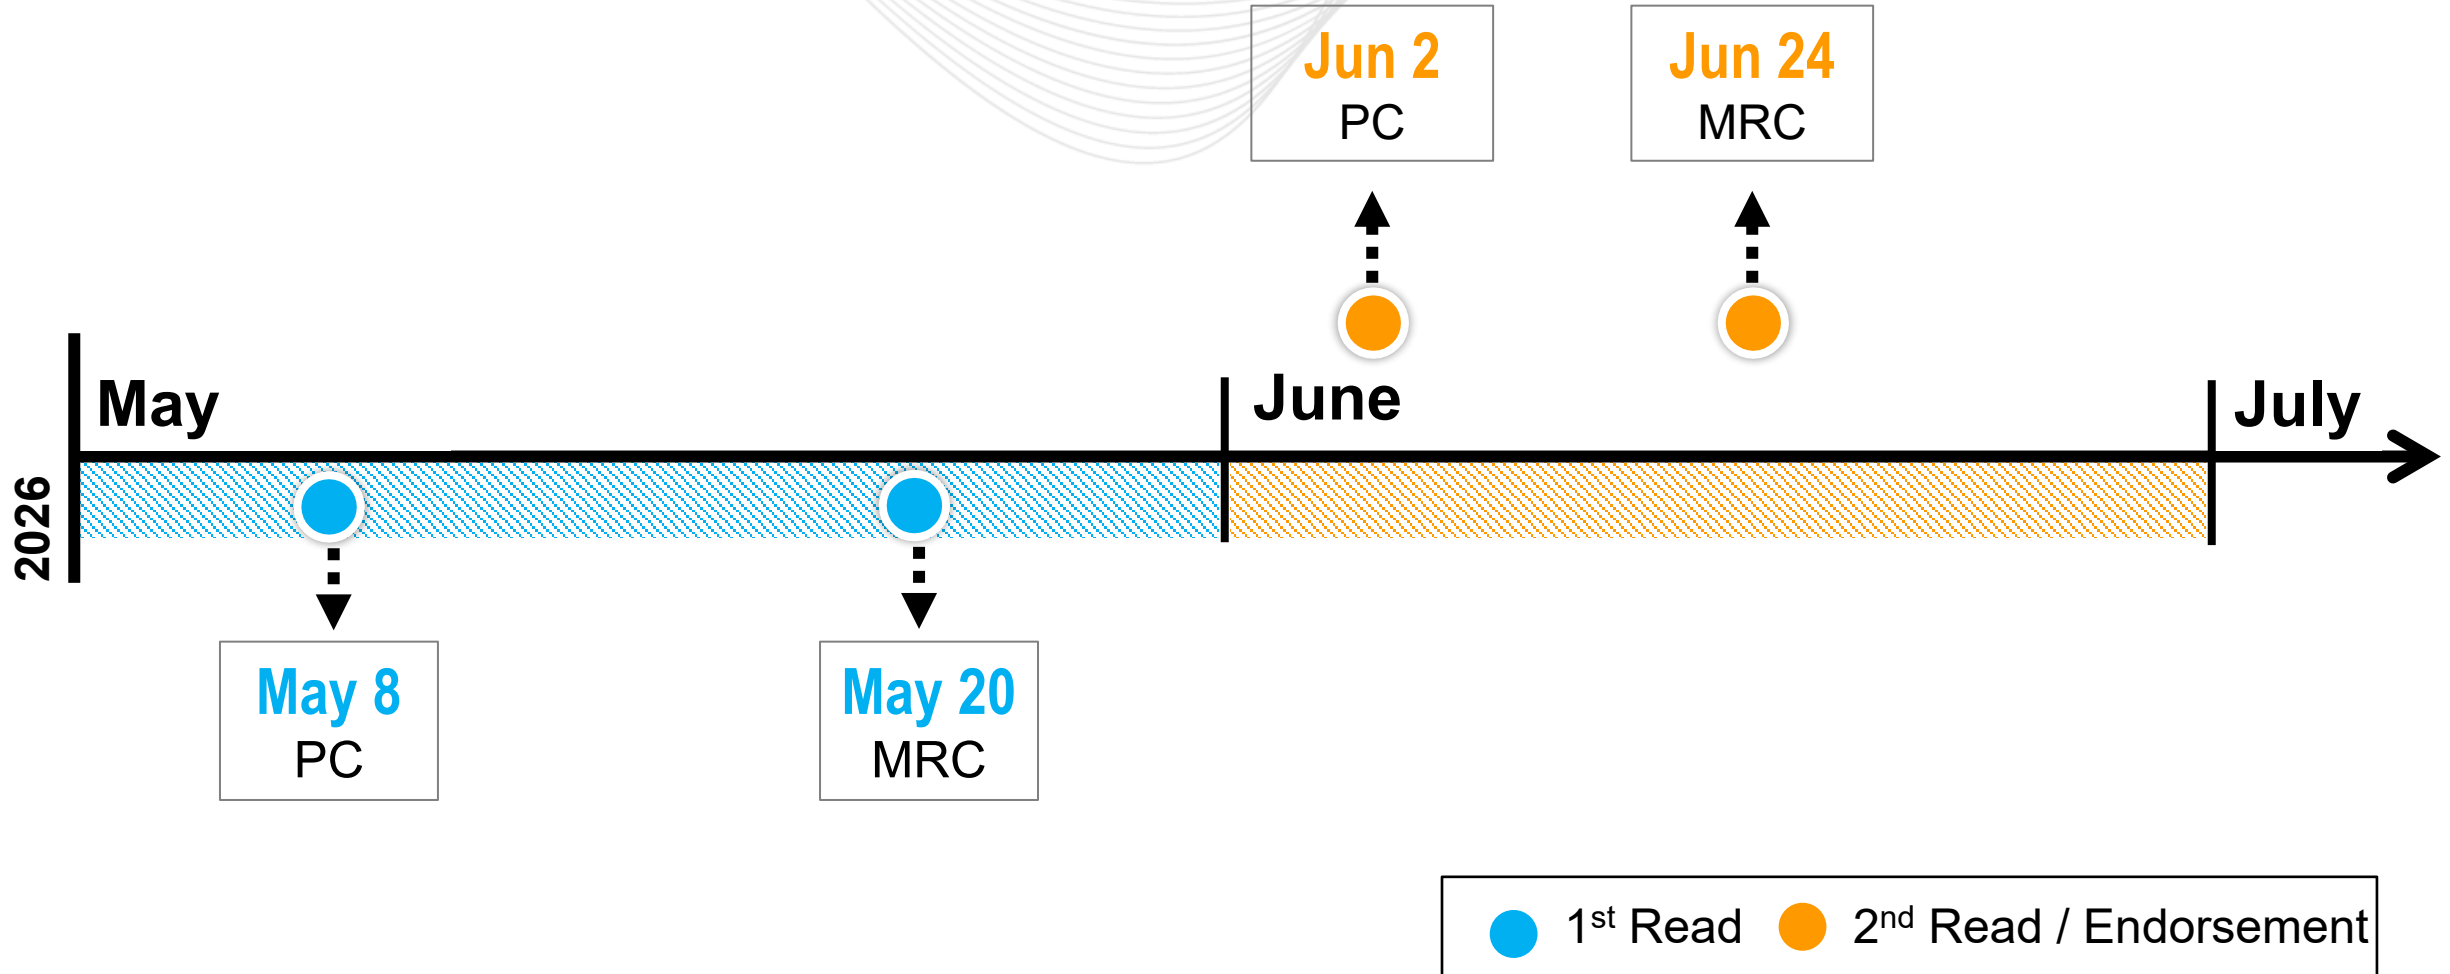 Jun 2
PC
Jun 24
MRC
May
June
July
2026
May 8
PC
May 20
MRC
1st Read
2nd Read / Endorsement